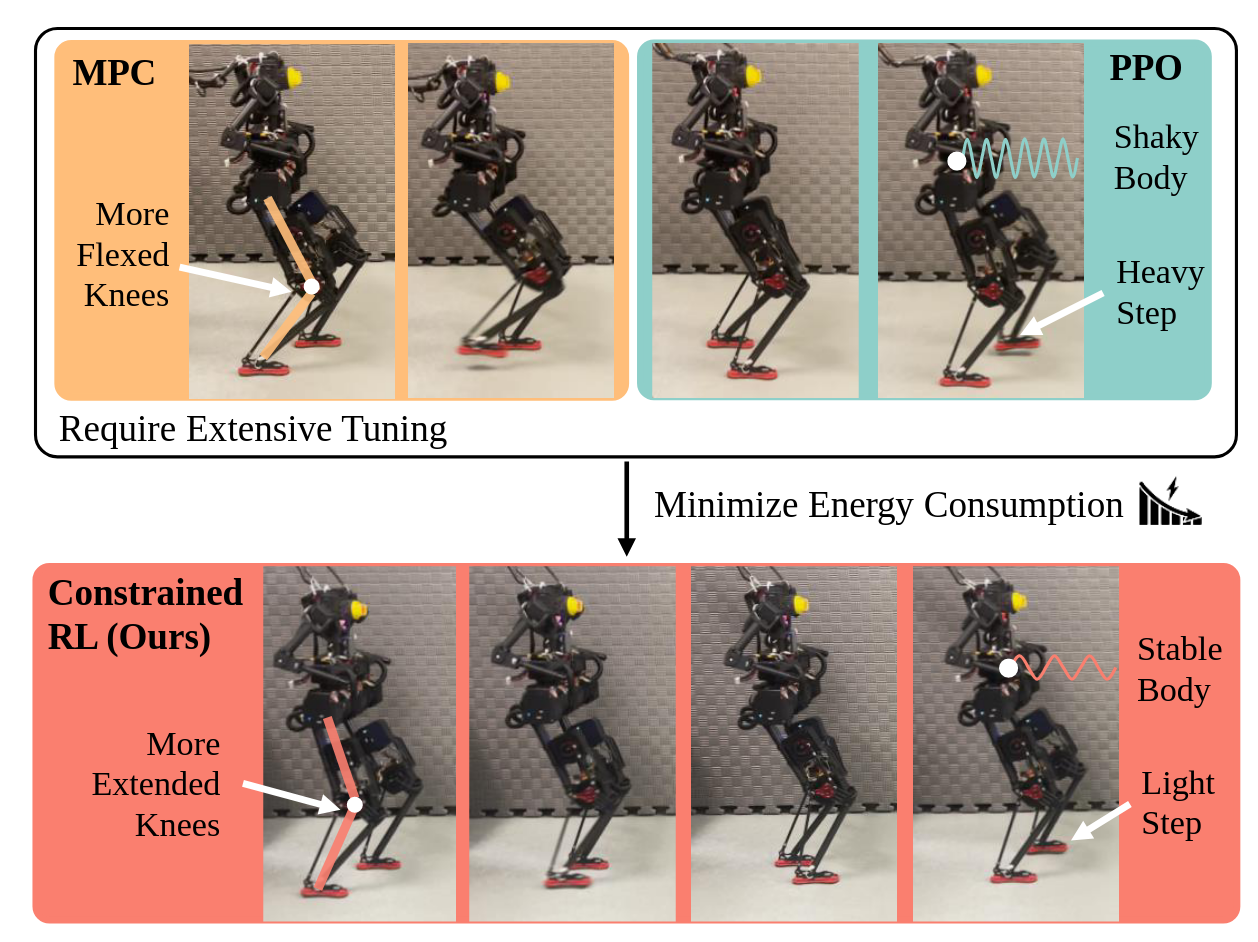 MPC
More
Flexed
Knees
PPO
Shaky
Body
Heavy
Step
Require Extensive Tuning
Minimize Energy Consumption
Constrained
RL (Ours)
More
Extended
Knees
Stable
Body
Light
Step